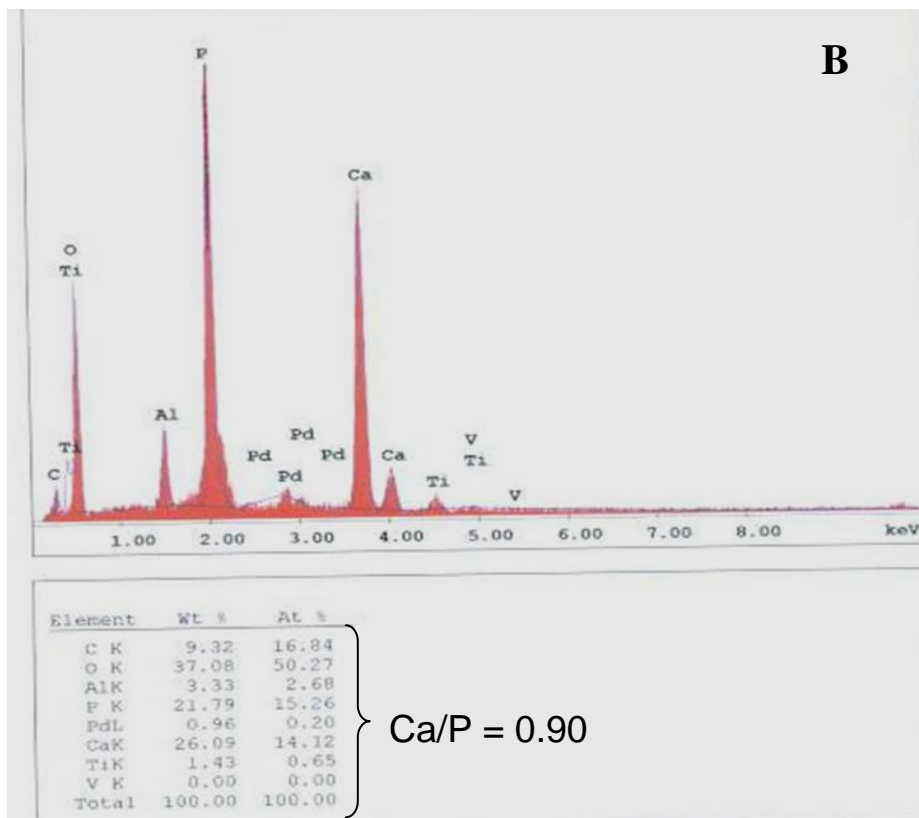 B
P
Ca
O
Ti
Al
Ti
C
Pd
Pd
Pd
Pd
Ca
Ti
V
Ti
V
1.00 2.00 3.00 4.00 5.00 6.00 7.00 8.00 keV
Element Wt % At %
C K 9.32 16.84
O K 37.08 50.27
AlK 3.33 2.68
P K 21.79 15.26
PdL 0.96 0.20
CaK 26.09 14.12
TiK 1.43 0.65
V K 0.00 0.00
Total 100.00 100.00
Ca/P = 0.90